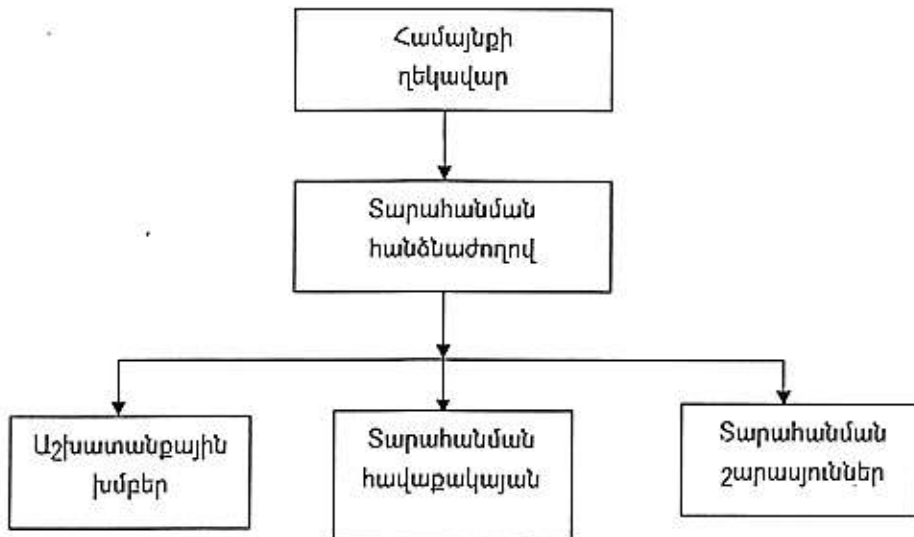 Համայնքի
ղեկավար
Տարահանման
հանձնաժողով
Աշխատանքային
խմբեր
Տարահանման
հավաքակայան
Տարահանման
շարասյուններ